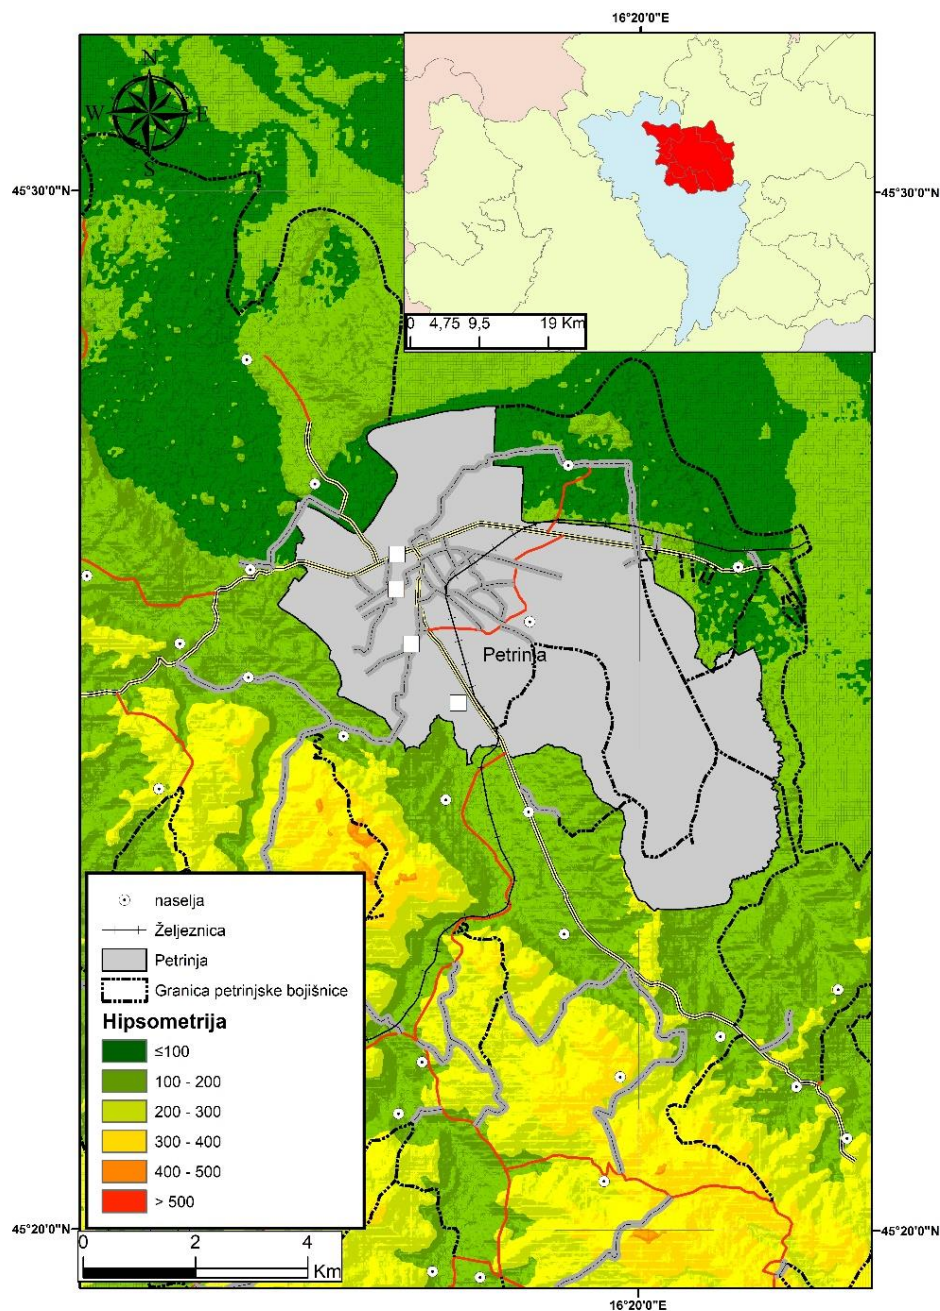 16°20'0"E
N
W E
S
45°30'0"N
45°30'0"N
0 4,75 9,5 19 Km
Petrinja
naselja
Željeznica
Petrinja
Granica petrinjske bojišnice
Hipsometrija
≤100
100 - 200
200 - 300
300 - 400
400 - 500
> 500
45°20'0"N
45°20'0"N
0 2 4
Km
16°20'0"E